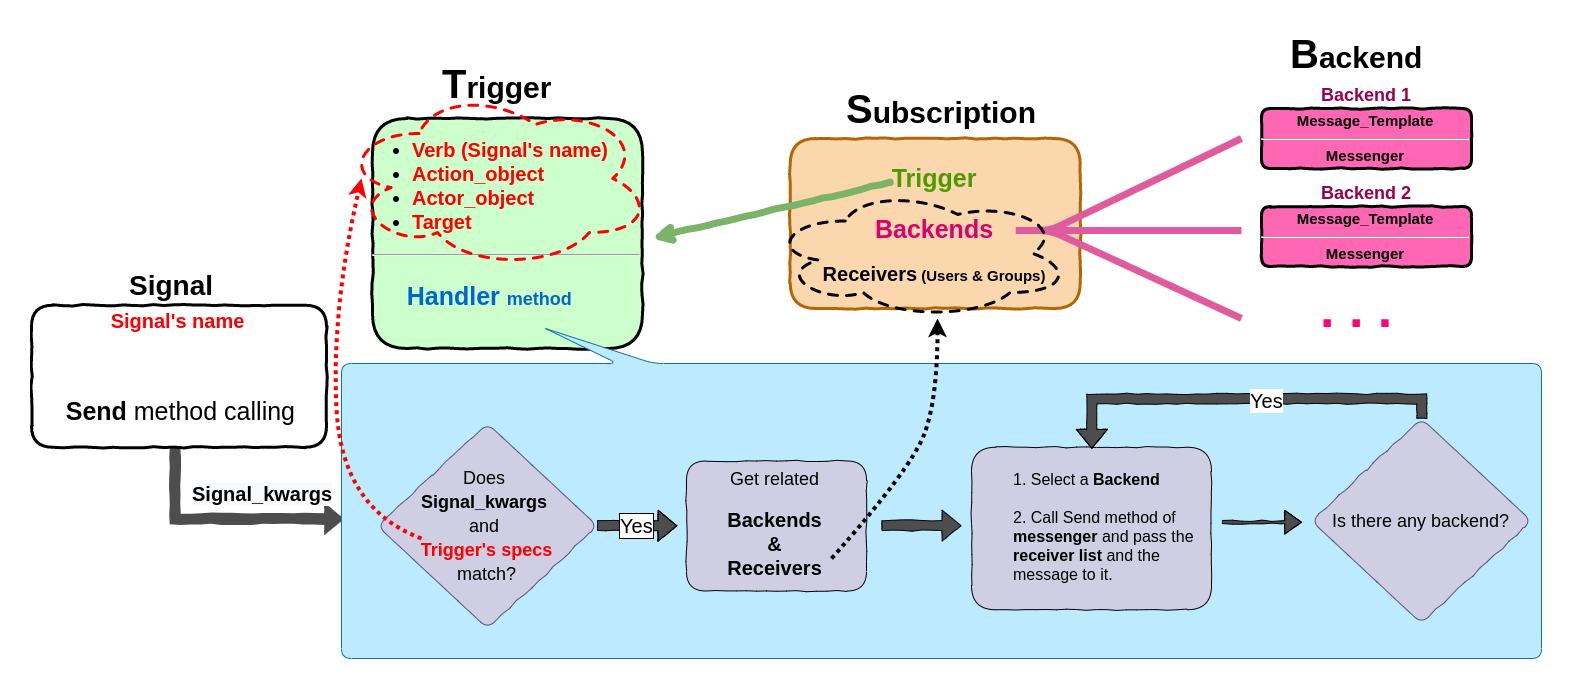 Signal
Signal's name
Send method calling
Signal_kwargs
Trigger
Verb (Signal's name)
Action_object
Actor_object
Target
Handler method
Subscription
Trigger
Backends
Receivers (Users & Groups)
Backend
Backend 1
Message_Template
Messenger
Backend 2
Message_Template
Messenger
. . .
Does
Signal_kwargs
and
Trigger's specs
match?
Yes
Get related
Backends
&
Receivers
1. Select a Backend
2. Call Send method of
messenger and pass the
receiver list and the
message to it.
Is there any backend?
Yes